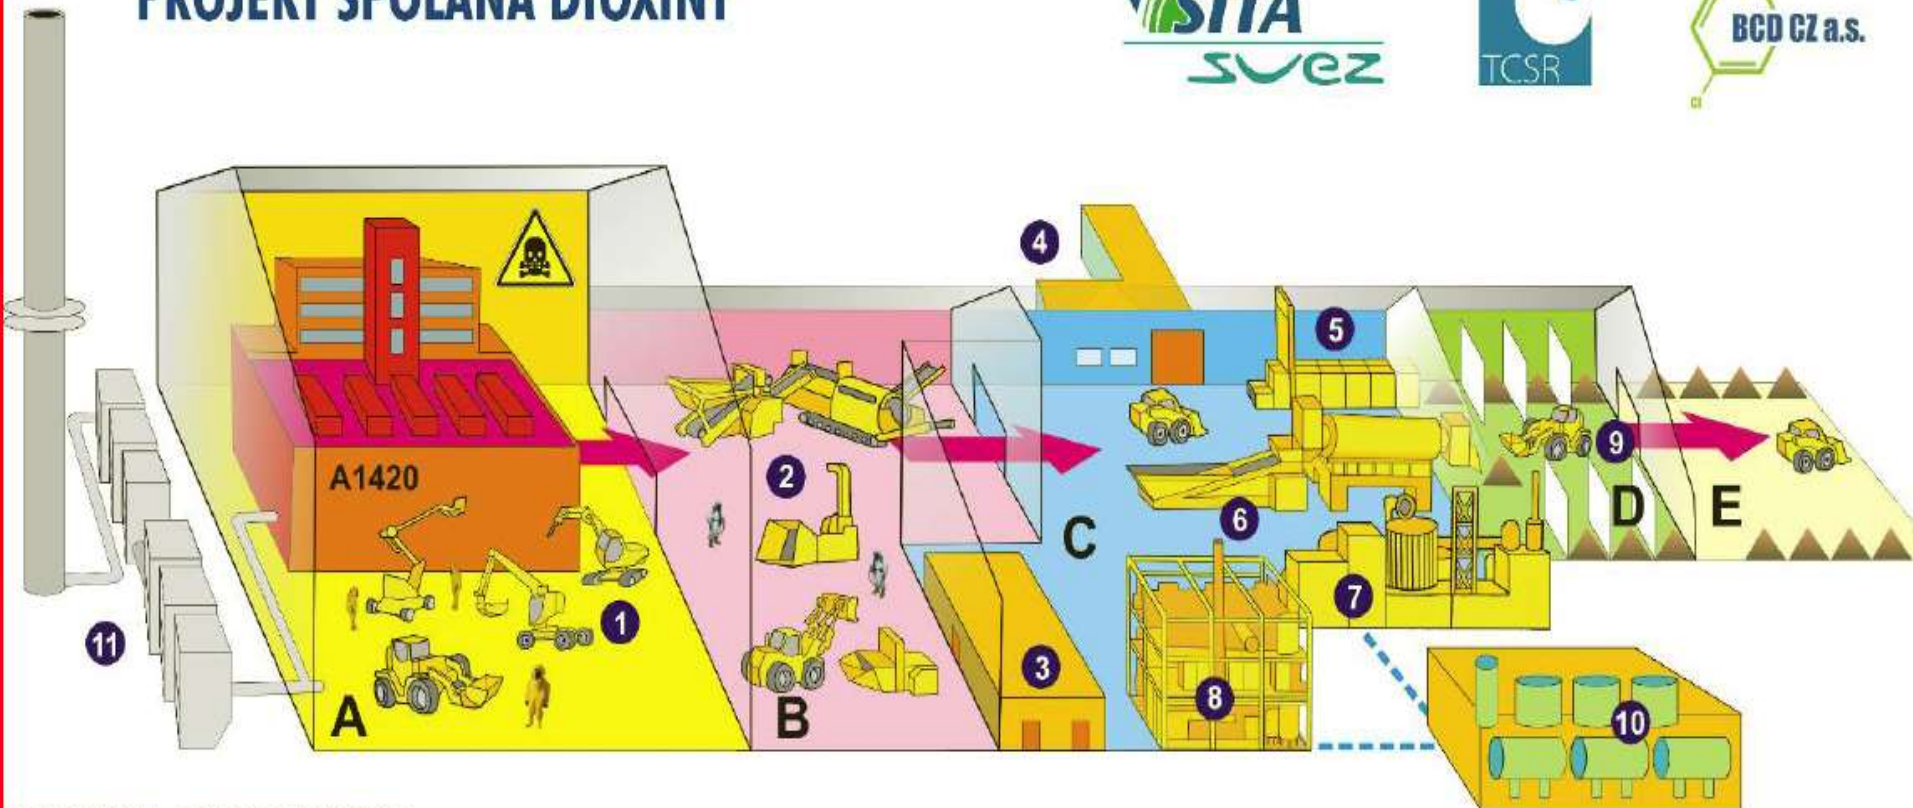 PROJEKT SPOLANA DIOXINY
SITA
suez
TCSR
BCD CZ a.s.
Cl
4
5
A1420
2
9
6
C
D
E
1
7
11
3
8
A
B
10